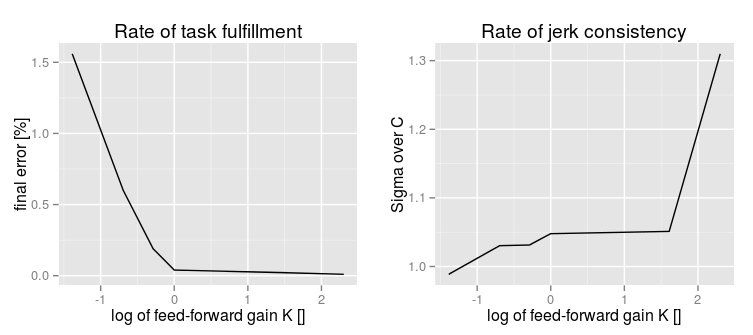 Rate of task fulfillment
final error [%]
1.5
1.0
0.5
0.0
-1 0 1 2
log of feed-forward gain K []
Rate of jerk consistency
Sigma over C
1.3
1.2
1.1
1.0
-1 0 1 2
log of feed-forward gain K []